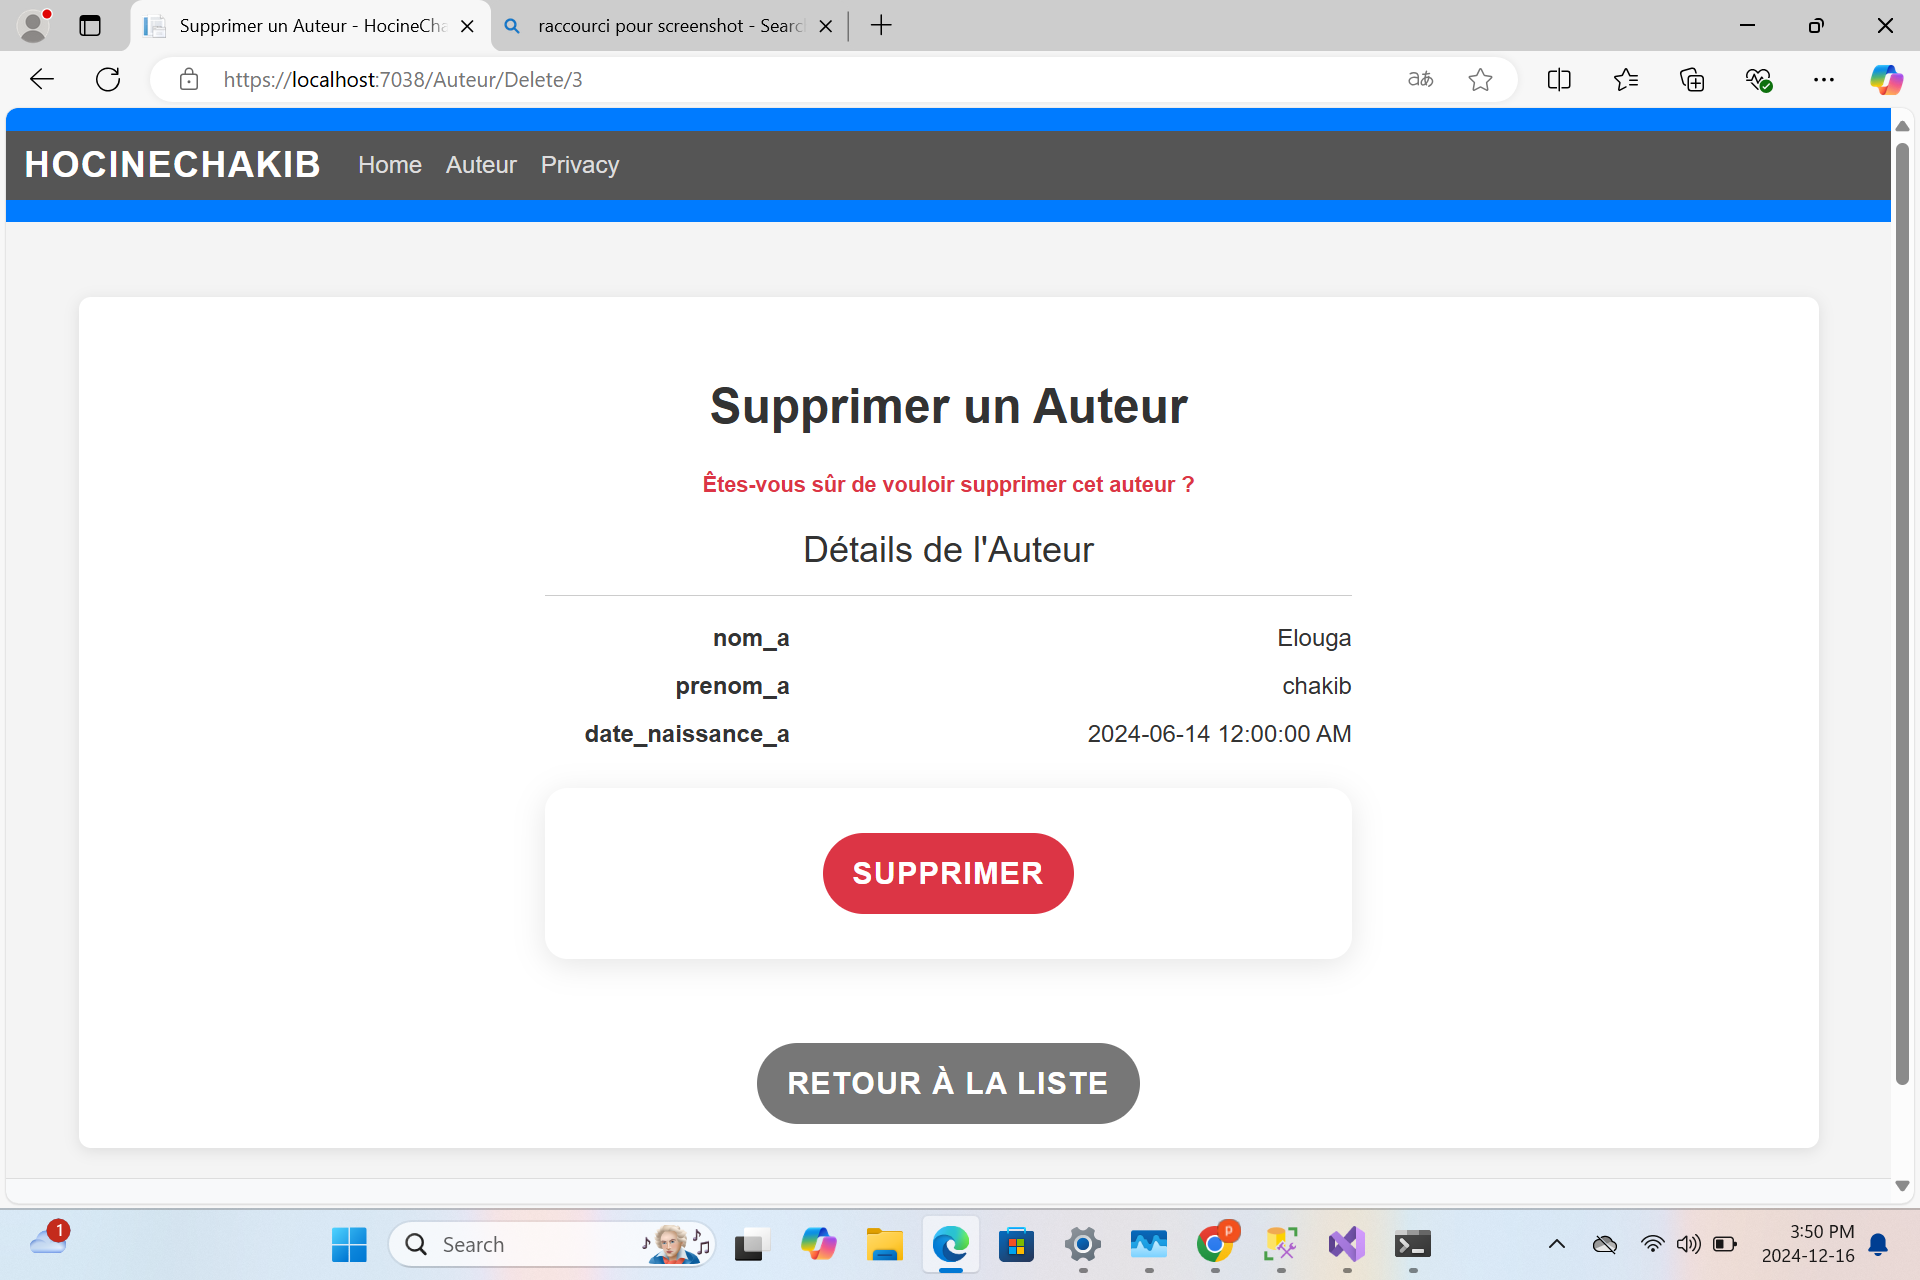 Supprimer un Auteur - HocineCha
raccourci pour screenshot - Searc
https://localhost:7038/Auteur/Delete/3
HOCINECHAKIB
Home
Auteur
Privacy
Supprimer un Auteur
Êtes-vous sûr de vouloir supprimer cet auteur ?
Détails de l'Auteur
nom_a Elouga
prenom_a chakib
date_naissance_a 2024-06-14 12:00:00 AM
SUPPRIMER
RETOUR À LA LISTE
1
Search
P
3:50 PM
2024-12-16